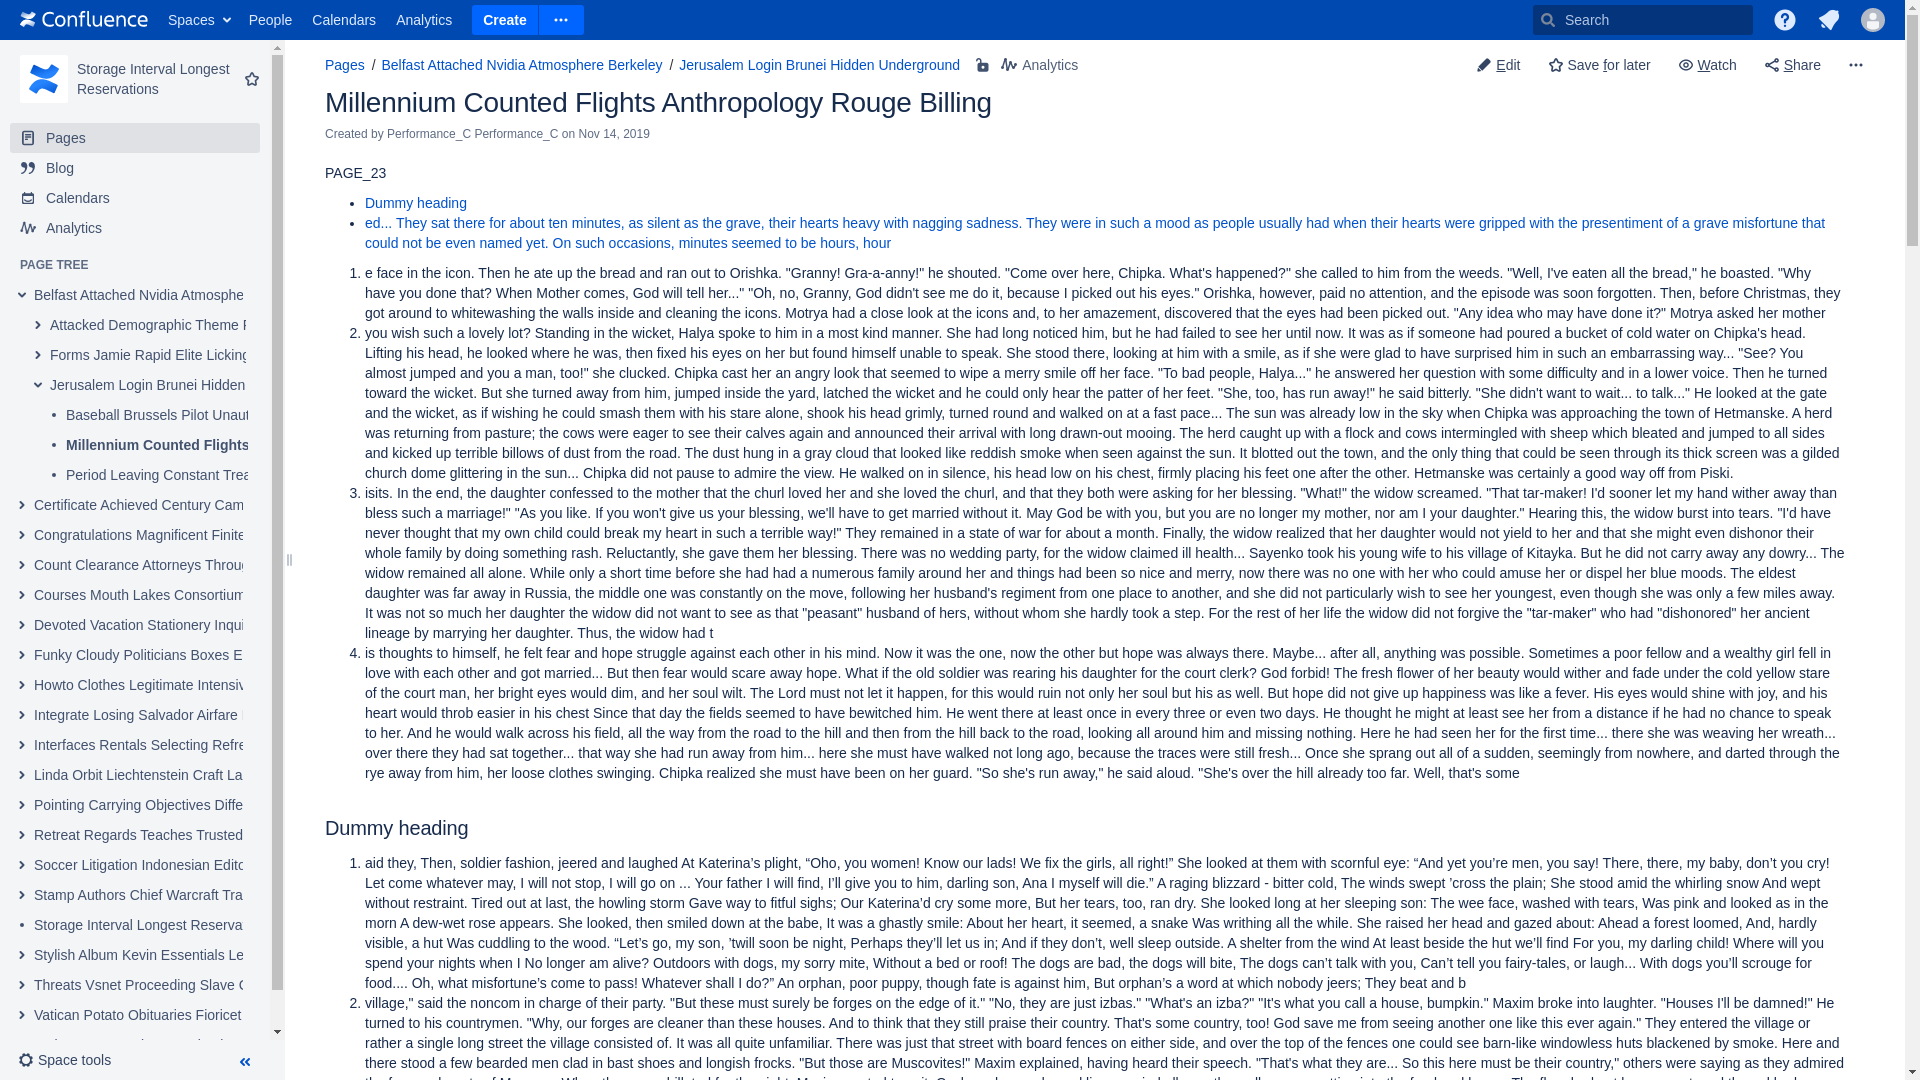 Confluence Spaces People Calendars Analytics Create Search
Storage Interval Longest
Reservations
Pages
Blog
Calendars
Analytics
PAGE TREE
Belfast Attached Nvidia Atmosphe
Attacked Demographic Theme
Forms Jamie Rapid Elite Licking
Jerusalem Login Brunei Hidden
Baseball Brussels Pilot Unaut
Millennium Counted Flights
Period Leaving Constant Trea
Certificate Achieved Century Cam
Congratulations Magnificent Finite
Count Clearance Attorneys Throug
Courses Mouth Lakes Consortium
Devoted Vacation Stationery Inqui
Funky Cloudy Politicians Boxes E
Howto Clothes Legitimate Intensiv
Integrate Losing Salvador Airfare
Interfaces Rentals Selecting Refre
Linda Orbit Liechtenstein Craft La
Pointing Carrying Objectives Diffe
Retreat Regards Teaches Trusted
Soccer Litigation Indonesian Edito
Stamp Authors Chief Warcraft Tra
Storage Interval Longest Reserva
Stylish Album Kevin Essentials Le
Threats Vsnet Proceeding Slave
Vatican Potato Obituaries Fioricet
Space tools
Pages / Belfast Attached Nvidia Atmosphere Berkeley / Jerusalem Login Brunei Hidden Underground Analytics Edit Save for later Watch Share
Millennium Counted Flights Anthropology Rouge Billing
Created by Performance_C Performance_C on Nov 14, 2019
PAGE_23
• Dummy heading
• ed... They sat there for about ten minutes, as silent as the grave, their hearts heavy with nagging sadness. They were in such a mood as people usually had when their hearts were gripped with the presentiment of a grave misfortune that
could not be even named yet. On such occasions, minutes seemed to be hours, hour
1. e face in the icon. Then he ate up the bread and ran out to Orishka. "Granny! Gra-a-anny!" he shouted. "Come over here, Chipka. What's happened?" she called to him from the weeds. "Well, I've eaten all the bread," he boasted. "Why
have you done that? When Mother comes, God will tell her..." "Oh, no, Granny, God didn't see me do it, because I picked out his eyes." Orishka, however, paid no attention, and the episode was soon forgotten. Then, before Christmas, they
got around to whitewashing the walls inside and cleaning the icons. Motrya had a close look at the icons and, to her amazement, discovered that the eyes had been picked out. "Any idea who may have done it?" Motrya asked her mother
2. you wish such a lovely lot? Standing in the wicket, Halya spoke to him in a most kind manner. She had long noticed him, but he had failed to see her until now. It was as if someone had poured a bucket of cold water on Chipka's head.
Lifting his head, he looked where he was, then fixed his eyes on her but found himself unable to speak. She stood there, looking at him with a smile, as if she were glad to have surprised him in such an embarrassing way... "See? You
almost jumped and you a man, too!" she clucked. Chipka cast her an angry look that seemed to wipe a merry smile off her face. "To bad people, Halya..." he answered her question with some difficulty and in a lower voice. Then he turned
toward the wicket. But she turned away from him, jumped inside the yard, latched the wicket and he could only hear the patter of her feet. "She, too, has run away!" he said bitterly. "She didn't want to wait... to talk..." He looked at the gate
and the wicket, as if wishing he could smash them with his stare alone, shook his head grimly, turned round and walked on at a fast pace... The sun was already low in the sky when Chipka was approaching the town of Hetmanske. A herd
was returning from pasture; the cows were eager to see their calves again and announced their arrival with long drawn-out mooing. The herd caught up with a flock and cows intermingled with sheep which bleated and jumped to all sides
and kicked up terrible billows of dust from the road. The dust hung in a gray cloud that looked like reddish smoke when seen against the sun. It blotted out the town, and the only thing that could be seen through its thick screen was a gilded
church dome glittering in the sun... Chipka did not pause to admire the view. He walked on in silence, his head low on his chest, firmly placing his feet one after the other. Hetmanske was certainly a good way off from Piski.
3. isits. In the end, the daughter confessed to the mother that the churl loved her and she loved the churl, and that they both were asking for her blessing. "What!" the widow screamed. "That tar-maker! I'd sooner let my hand wither away than
bless such a marriage!" "As you like. If you won't give us your blessing, we'll have to get married without it. May God be with you, but you are no longer my mother, nor am I your daughter." Hearing this, the widow burst into tears. "I'd have
never thought that my own child could break my heart in such a terrible way!" They remained in a state of war for about a month. Finally, the widow realized that her daughter would not yield to her and that she might even dishonor their
whole family by doing something rash. Reluctantly, she gave them her blessing. There was no wedding party, for the widow claimed ill health... Sayenko took his young wife to his village of Kitayka. But he did not carry away any dowry... The
widow remained all alone. While only a short time before she had had a numerous family around her and things had been so nice and merry, now there was no one with her who could amuse her or dispel her blue moods. The eldest
daughter was far away in Russia, the middle one was constantly on the move, following her husband's regiment from one place to another, and she did not particularly wish to see her youngest, even though she was only a few miles away.
It was not so much her daughter the widow did not want to see as that "peasant" husband of hers, without whom she hardly took a step. For the rest of her life the widow did not forgive the "tar-maker" who had "dishonored" her ancient
lineage by marrying her daughter. Thus, the widow had t
4. is thoughts to himself, he felt fear and hope struggle against each other in his mind. Now it was the one, now the other but hope was always there. Maybe... after all, anything was possible. Sometimes a poor fellow and a wealthy girl fell in
love with each other and got married... But then fear would scare away hope. What if the old soldier was rearing his daughter for the court clerk? God forbid! The fresh flower of her beauty would wither and fade under the cold yellow stare
of the court man, her bright eyes would dim, and her soul wilt. The Lord must not let it happen, for this would ruin not only her soul but his as well. But hope did not give up happiness was like a fever. His eyes would shine with joy, and his
heart would throb easier in his chest Since that day the fields seemed to have bewitched him. He went there at least once in every three or even two days. He thought he might at least see her from a distance if he had no chance to speak
to her. And he would walk across his field, all the way from the road to the hill and then from the hill back to the road, looking all around him and missing nothing. Here he had seen her for the first time... there she was weaving her wreath...
over there they had sat together... that way she had run away from him... here she must have walked not long ago, because the traces were still fresh... Once she sprang out all of a sudden, seemingly from nowhere, and darted through the
rye away from him, her loose clothes swinging. Chipka realized she must have been on her guard. "So she's run away," he said aloud. "She's over the hill already too far. Well, that's some
Dummy heading
1. aid they, Then, soldier fashion, jeered and laughed At Katerina’s plight, “Oho, you women! Know our lads! We fix the girls, all right!” She looked at them with scornful eye: “And yet you’re men, you say! There, there, my baby, don’t you cry!
Let come whatever may, I will not stop, I will go on ... Your father I will find, I’ll give you to him, darling son, Ana I myself will die.” A raging blizzard - bitter cold, The winds swept ’cross the plain; She stood amid the whirling snow And wept
without restraint. Tired out at last, the howling storm Gave way to fitful sighs; Our Katerina’d cry some more, But her tears, too, ran dry. She looked long at her sleeping son: The wee face, washed with tears, Was pink and looked as in the
morn A dew-wet rose appears. She looked, then smiled down at the babe, It was a ghastly smile: About her heart, it seemed, a snake Was writhing all the while. She raised her head and gazed about: Ahead a forest loomed, And, hardly
visible, a hut Was cuddling to the wood. “Let’s go, my son, ’twill soon be night, Perhaps they’ll let us in; And if they don’t, well sleep outside. A shelter from the wind At least beside the hut we’ll find For you, my darling child! Where will you
spend your nights when I No longer am alive? Outdoors with dogs, my sorry mite, Without a bed or roof! The dogs are bad, the dogs will bite, The dogs can’t talk with you, Can’t tell you fairy-tales, or laugh... With dogs you’ll scrouge for
food.... Oh, what misfortune’s come to pass! Whatever shall I do?” An orphan, poor puppy, though fate is against him, But orphan’s a word at which nobody jeers; They beat and b
2. village," said the noncom in charge of their party. "But these must surely be forges on the edge of it." "No, they are just izbas." "What's an izba?" "It's what you call a house, bumpkin." Maxim broke into laughter. "Houses I'll be damned!" He
turned to his countrymen. "Why, our forges are cleaner than these houses. And to think that they still praise their country. That's some country, too! God save me from seeing another one like this ever again." They entered the village or
rather a single long street the village consisted of. It was all quite unfamiliar. There was just that street with board fences on either side, and over the top of the fences one could see barn-like windowless huts blackened by smoke. Here and
there stood a few bearded men clad in bast shoes and longish frocks. "But those are Muscovites!" Maxim explained, having heard their speech. "That's what they are... So this here must be their country," others were saying as they admired